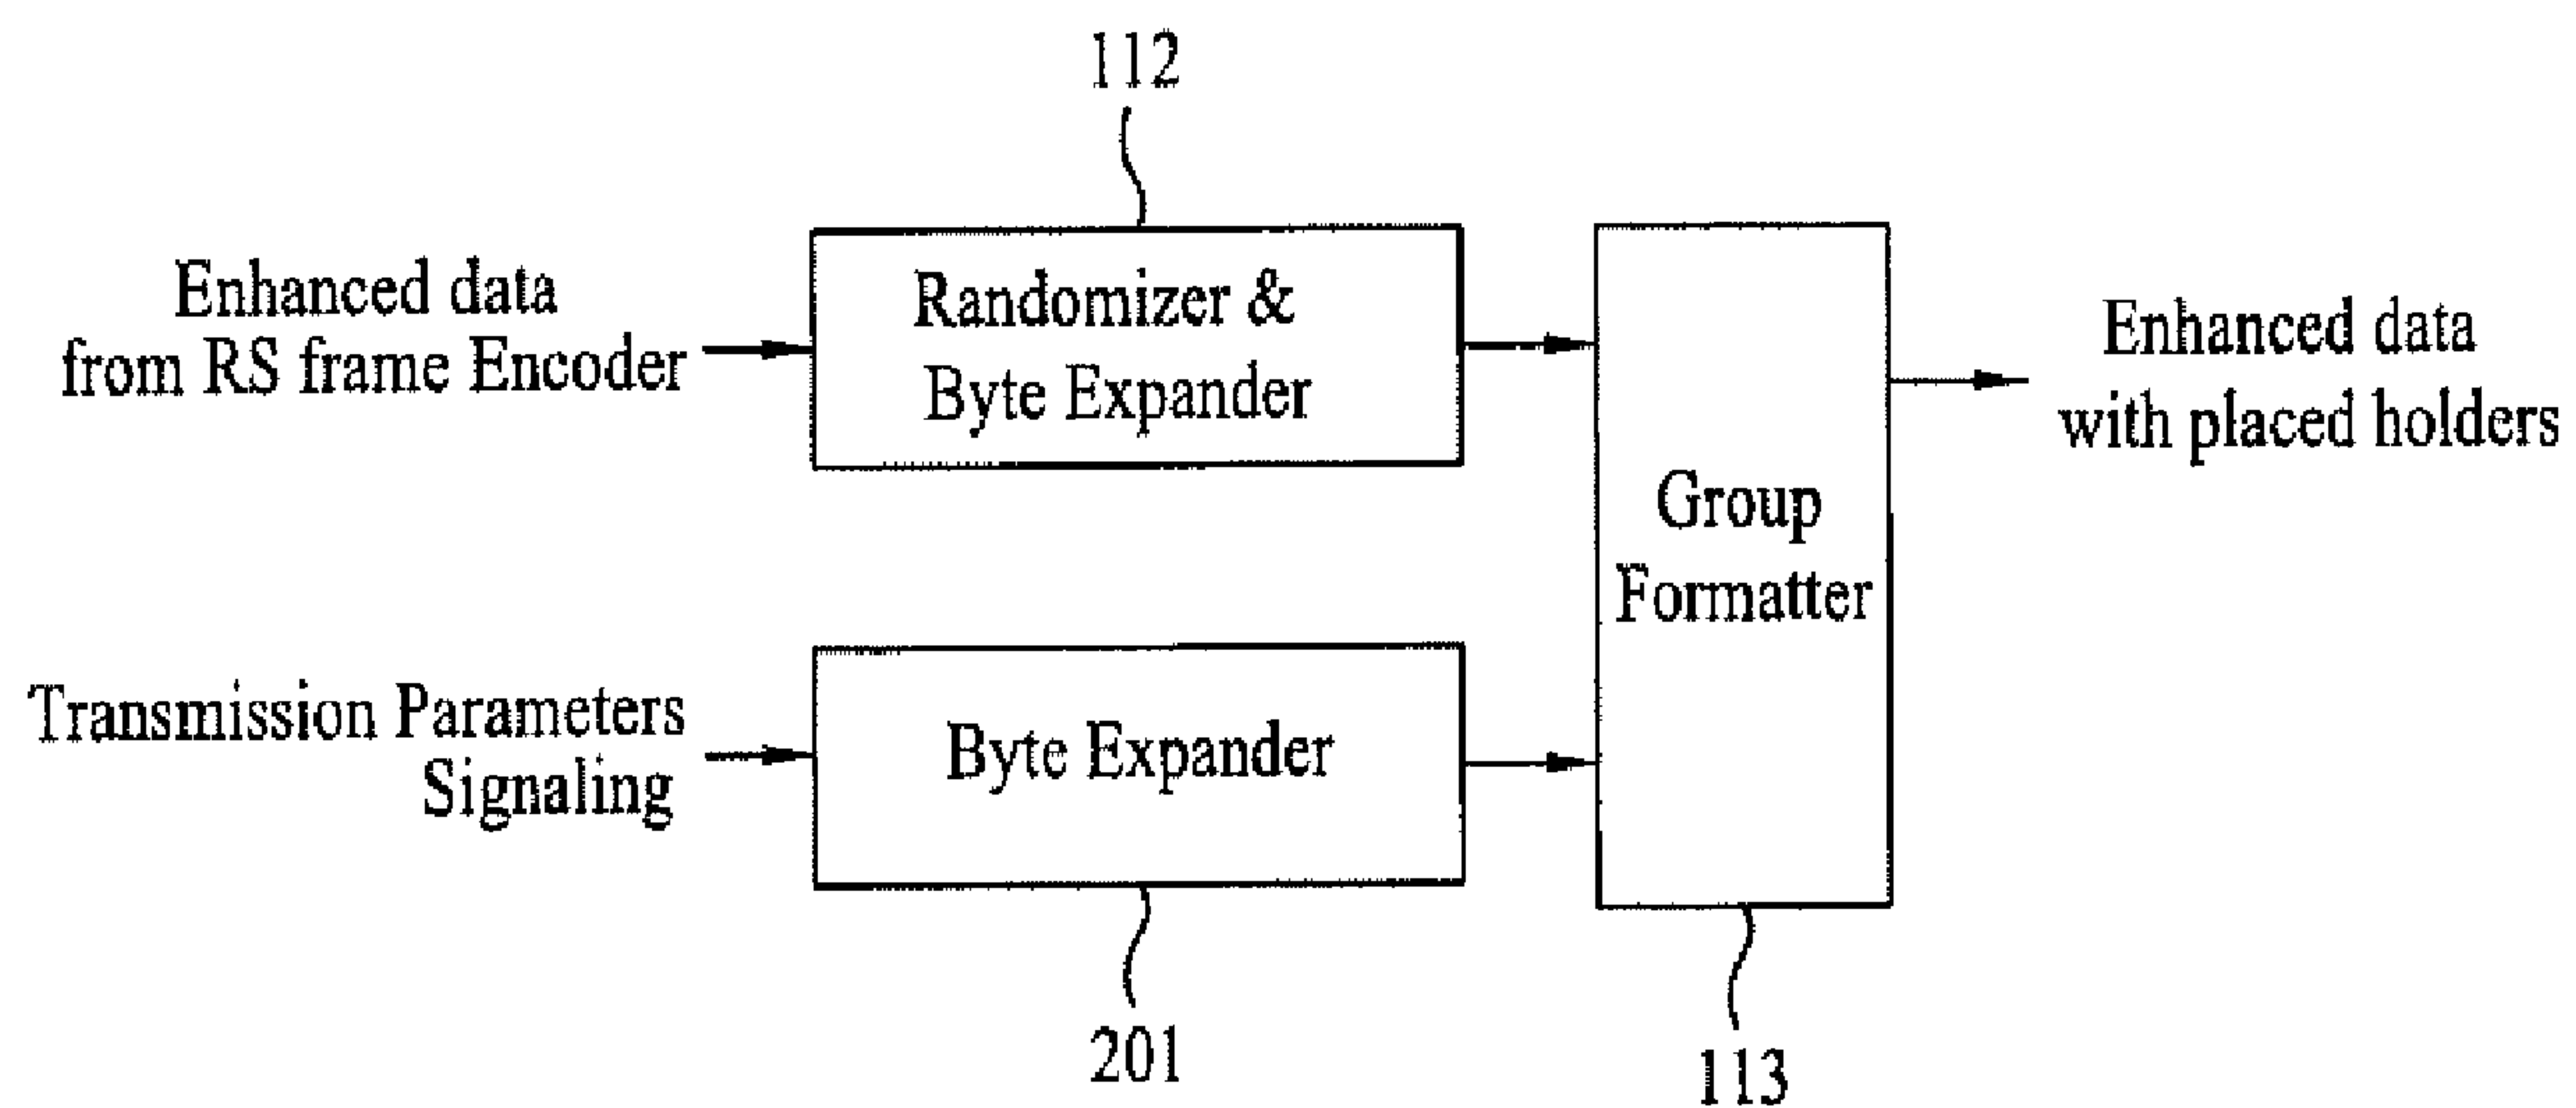 112
Enhanced data
from RS frame Encoder
Randomizer &
Byte Expander
Group
Formatter
Enhanced data
with placed holders
Transmission Parameters
Signaling
Byte Expander
201
113